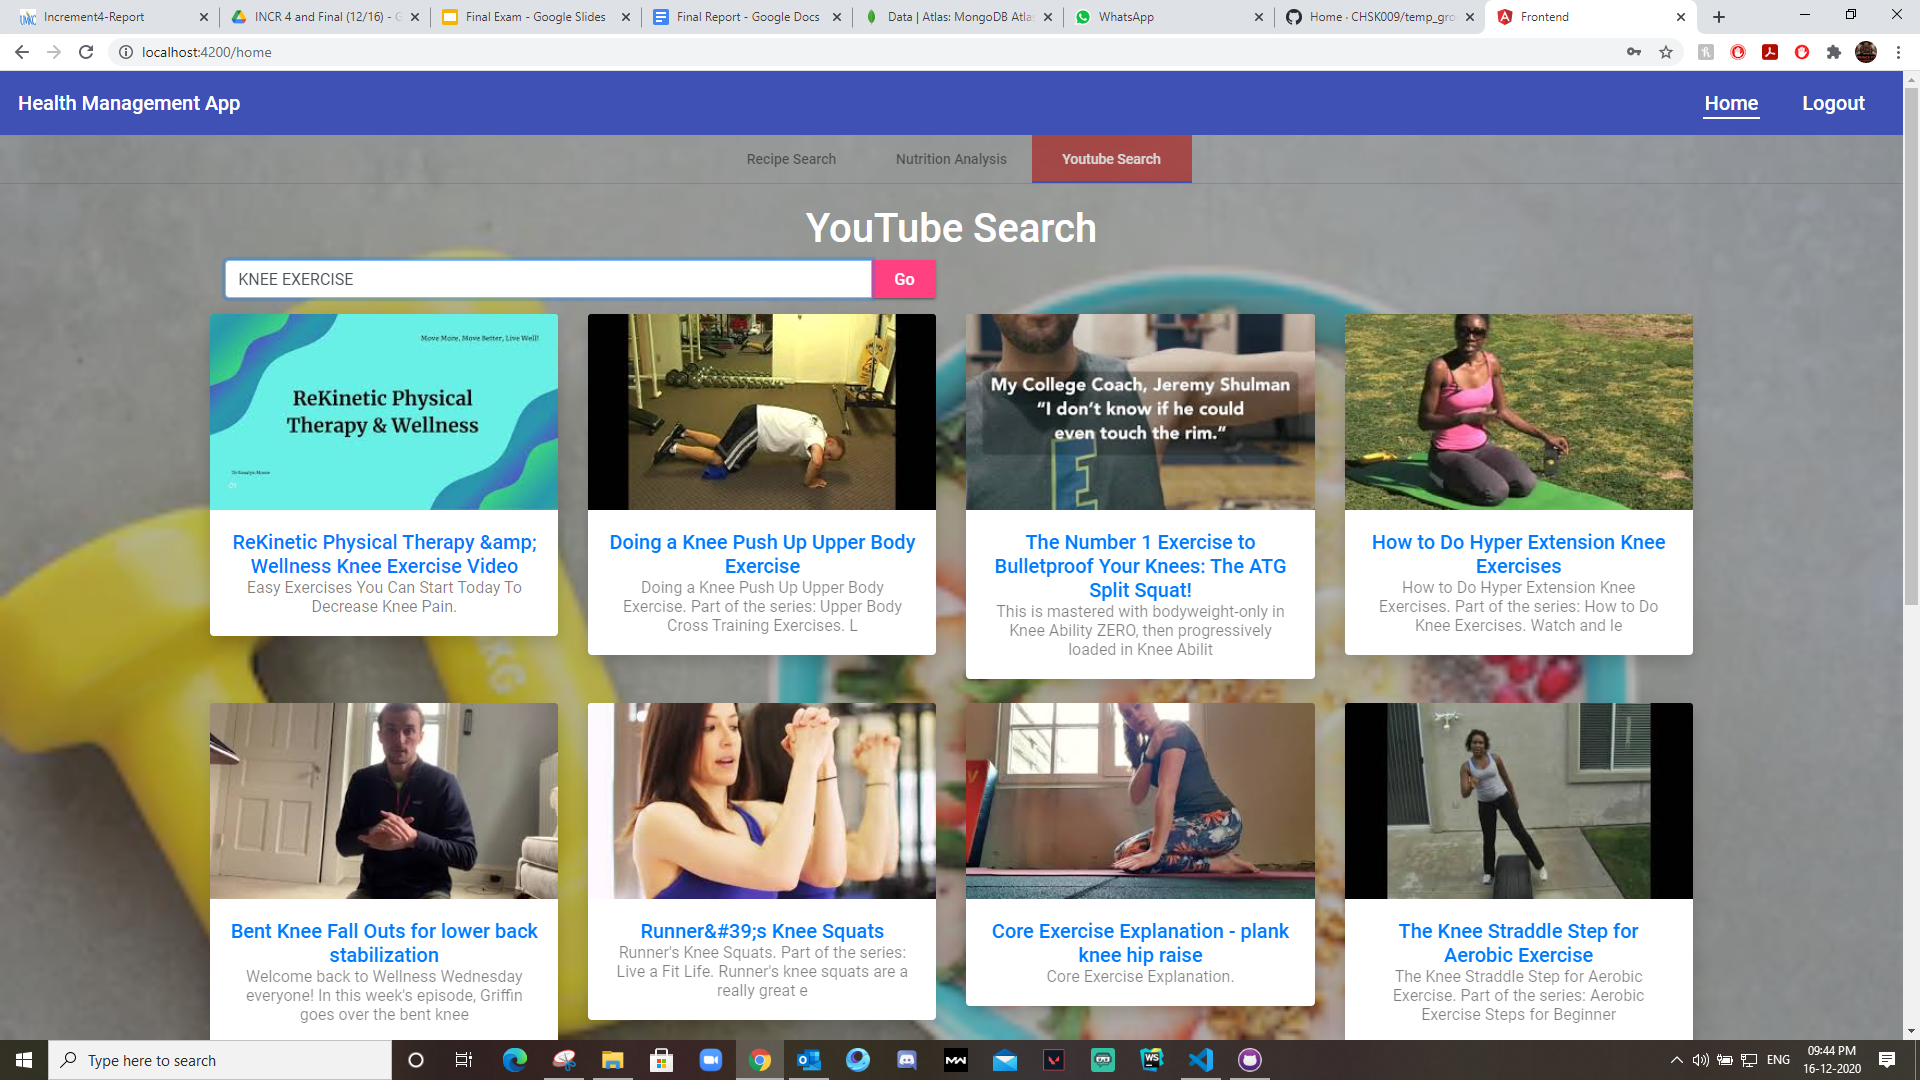 Increment4-Report
INCR 4 and Final (12/16) - G
Final Exam - Google Slides
Final Report - Google Docs
Data | Atlas: MongoDB Atlas
WhatsApp
Home · CHSK009/temp_gro
Frontend
localhost:4200/home
Health Management App
Home
Logout
Recipe Search
Nutrition Analysis
Youtube Search
YouTube Search
KNEE EXERCISE
Go
Move More, Move Better, Live Well!
ReKinetic Physical
Therapy & Wellness
01
My College Coach, Jeremy Shulman
“I don’t know if he could
even touch the rim.”
E
ReKinetic Physical Therapy &amp;
Wellness Knee Exercise Video
Easy Exercises You Can Start Today To
Decrease Knee Pain.
Doing a Knee Push Up Upper Body
Exercise
Doing a Knee Push Up Upper Body
Exercise. Part of the series: Upper Body
Cross Training Exercises. L
The Number 1 Exercise to
Bulletproof Your Knees: The ATG
Split Squat!
This is mastered with bodyweight-only in
Knee Ability ZERO, then progressively
loaded in Knee Abilit
How to Do Hyper Extension Knee
Exercises
How to Do Hyper Extension Knee
Exercises. Part of the series: How to Do
Knee Exercises. Watch and le
KG
Bent Knee Fall Outs for lower back
stabilization
Welcome back to Wellness Wednesday
everyone! In this week's episode, Griffin
goes over the bent knee
Runner&#39;s Knee Squats
Runner's Knee Squats. Part of the series:
Live a Fit Life. Runner's knee squats are a
really great e
Core Exercise Explanation - plank
knee hip raise
Core Exercise Explanation.
The Knee Straddle Step for
Aerobic Exercise
The Knee Straddle Step for Aerobic
Exercise. Part of the series: Aerobic
Exercise Steps for Beginner
Type here to search
WS
ENG
09:44 PM
16-12-2020